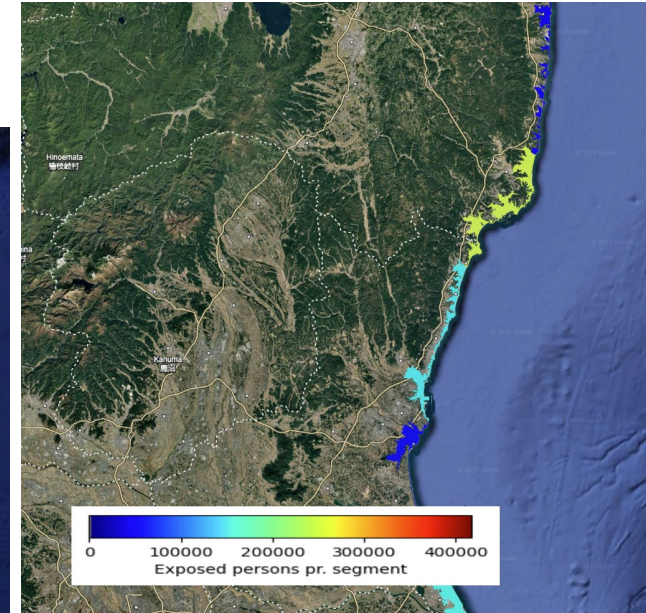 Hinoemata
檜枝岐村
Kanuma
鹿沼
0 100000 200000 300000 400000
Exposed persons pr. segment